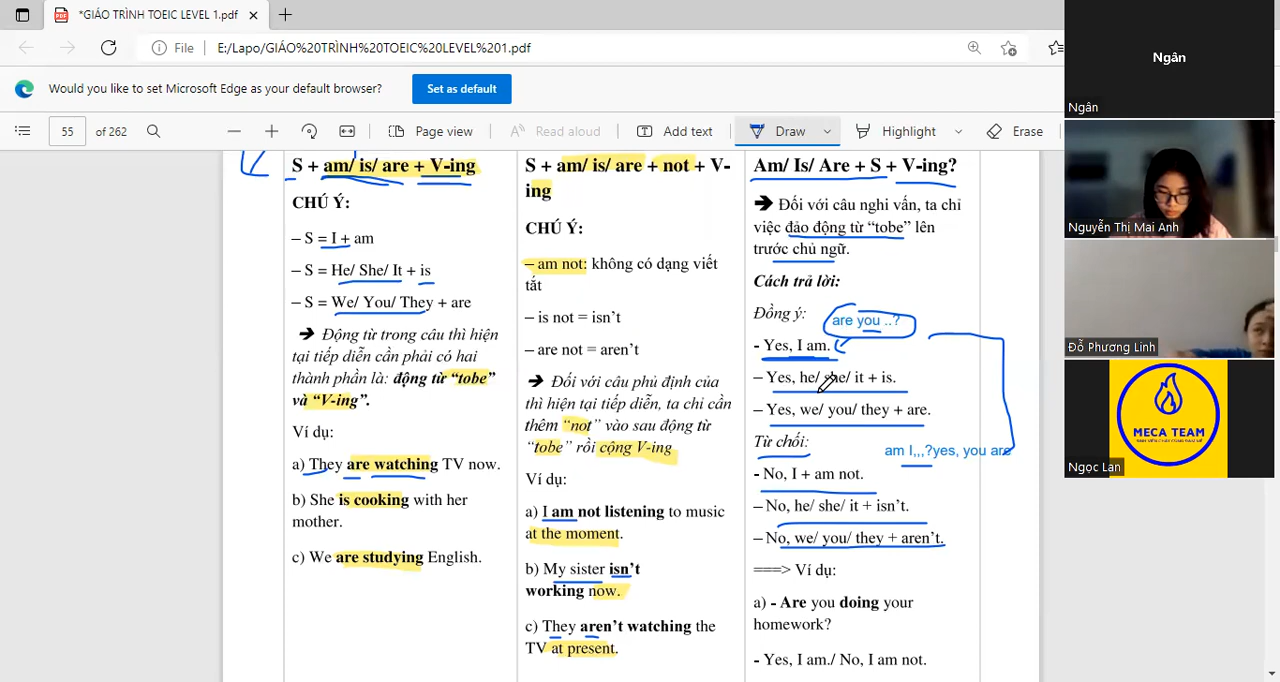 *GIÁO TRÌNH TOEIC LEVEL 1.pdf
File
E:/Lapo/GIÁO%20TRÌNH%20TOEIC%20LEVEL%201.pdf
Would you like to set Microsoft Edge as your default browser?
Set as default
55 of 262
Page view
Read aloud
Add text
Draw
Highlight
Erase
S + am/ is/ are + V-ing
CHÚ Ý:
– S = I + am
– S = He/ She/ It + is
– S = We/ You/ They + are
➔ Động từ trong câu thì hiện
tại tiếp diễn cần phải có hai
thành phần là: động từ “tobe”
và “V-ing”.
Ví dụ:
a) They are watching TV now.
b) She is cooking with her
mother.
c) We are studying English.
S + am/ is/ are + not + V-
ing
CHÚ Ý:
– am not: không có dạng viết
tắt
– is not = isn’t
– are not = aren’t
➔ Đối với câu phủ định của
thì hiện tại tiếp diễn, ta chỉ cần
thêm “not” vào sau động từ
“tobe” rồi cộng V-ing
Ví dụ:
a) I am not listening to music
at the moment.
b) My sister isn’t
working now.
c) They aren’t watching the
TV at present.
Am/ Is/ Are + S + V-ing?
➔ Đối với câu nghi vấn, ta chỉ
việc đảo động từ “tobe” lên
trước chủ ngữ.
Cách trả lời:
Đồng ý:
are you ..?
- Yes, I am.
– Yes, he/ she/ it + is.
– Yes, we/ you/ they + are.
Từ chối:
am I,,,?yes, you are
- No, I + am not.
– No, he/ she/ it + isn’t.
– No, we/ you/ they + aren’t.
===> Ví dụ:
a) - Are you doing your
homework?
- Yes, I am./ No, I am not.
Ngân
Ngân
Nguyễn Thị Mai Anh
Đỗ Phương Linh
MECA TEAM
Ngọc Lan